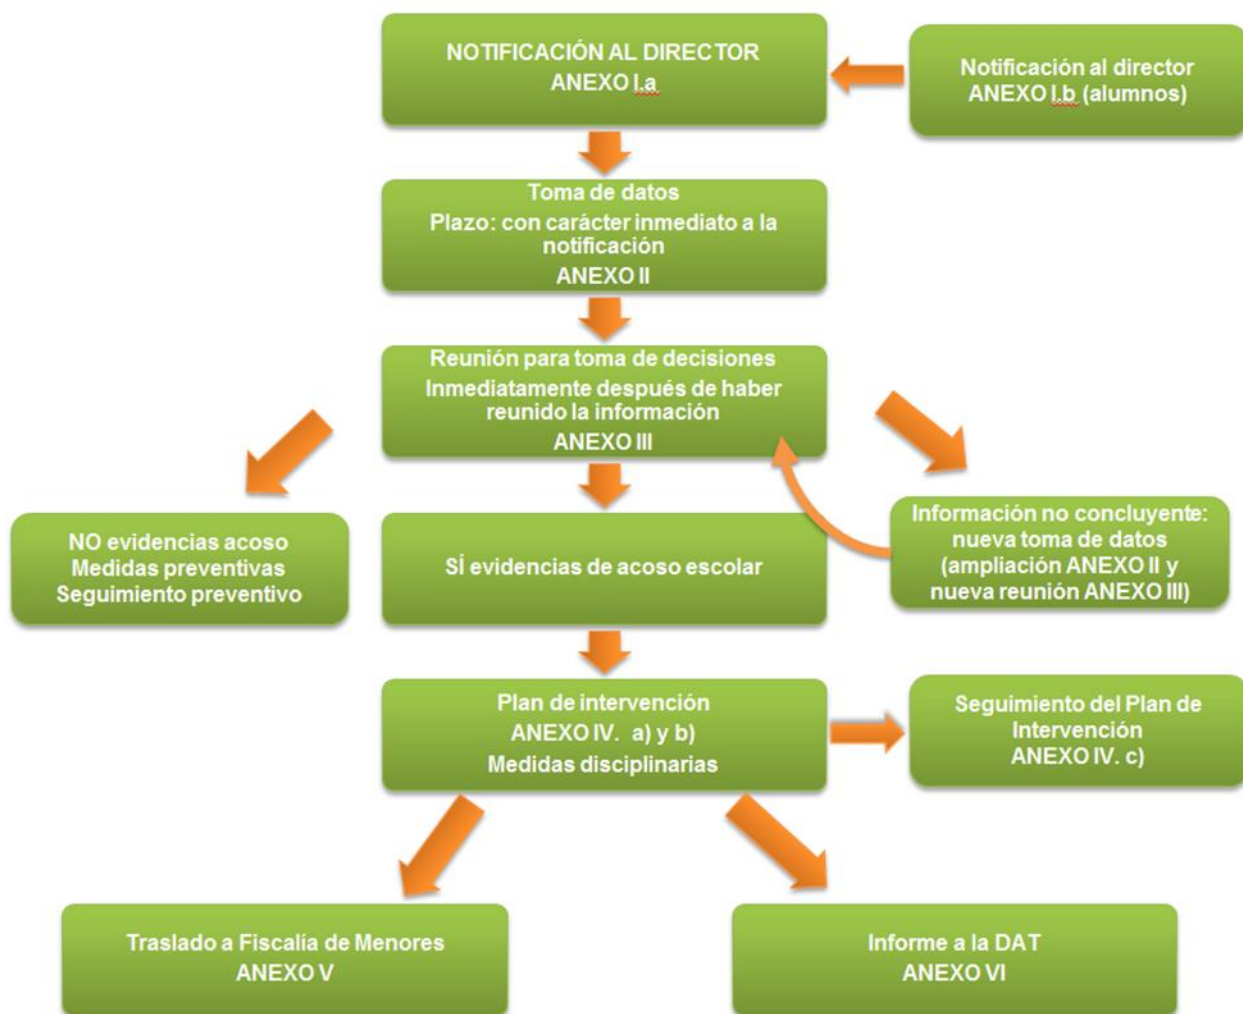 NOTIFICACIÓN AL DIRECTOR
ANEXO I.a
Notificación al director
ANEXO I.b (alumnos)
Toma de datos
Plazo: con carácter inmediato a la
notificación
ANEXO II
Reunión para toma de decisiones
Inmediatamente después de haber
reunido la información
ANEXO III
NO evidencias acoso
Medidas preventivas
Seguimiento preventivo
SÍ evidencias de acoso escolar
Información no concluyente:
nueva toma de datos
(ampliación ANEXO II y
nueva reunión ANEXO III)
Plan de intervención
ANEXO IV. a) y b)
Medidas disciplinarias
Seguimiento del Plan de
Intervención
ANEXO IV. c)
Traslado a Fiscalía de Menores
ANEXO V
Informe a la DAT
ANEXO VI